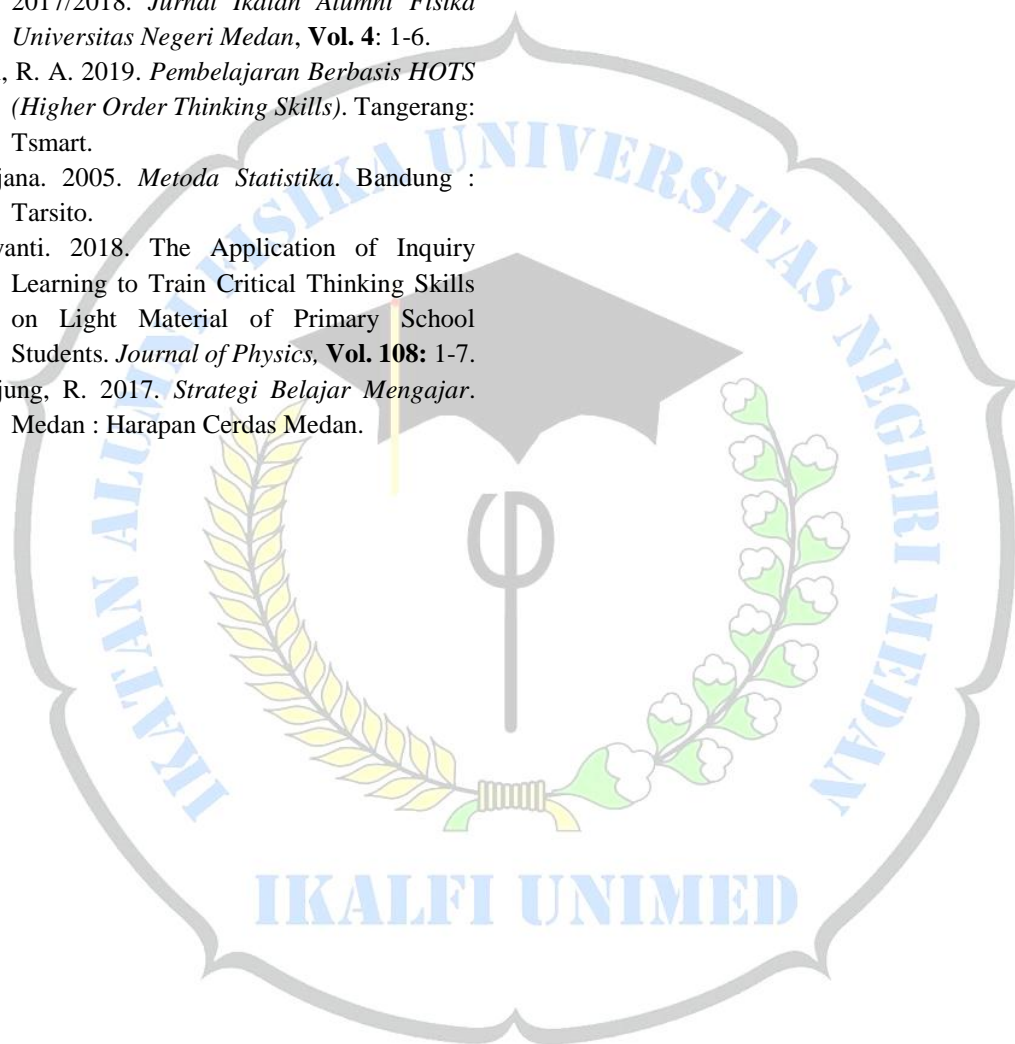 2017/2018. Jurnal Ikatan Alumni Fisika
Universitas Negeri Medan, Vol. 4: 1-6.
, R. A. 2019. Pembelajaran Berbasis HOTS
(Higher Order Thinking Skills). Tangerang:
Tsmart.
jana. 2005. Metoda Statistika. Bandung :
Tarsito.
anti. 2018. The Application of Inquiry
Learning to Train Critical Thinking Skills
on Light Material of Primary School
Students. Journal of Physics, Vol. 108: 1-7.
jung, R. 2017. Strategi Belajar Mengajar.
Medan : Harapan Cerdas Medan.
IKATAN ALUMNI FISIKA UNIVERSITAS NEGERI MEDAN
φ
IKALFI UNIMED